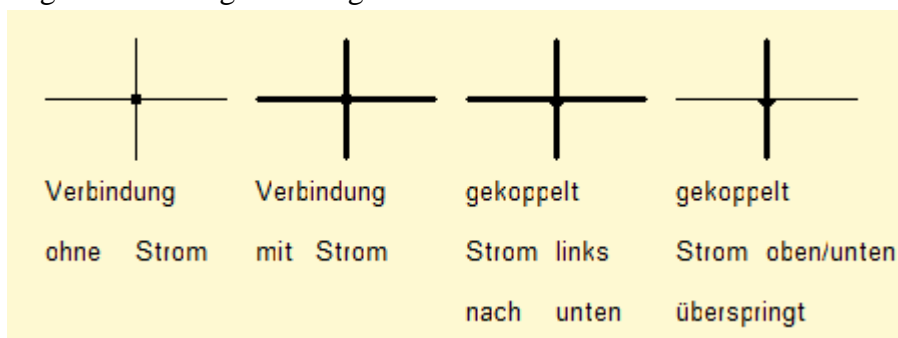 Verbindung Verbindung gekoppelt gekoppelt
ohne Strom mit Strom Strom links Strom oben/unten
nach unten überspringt